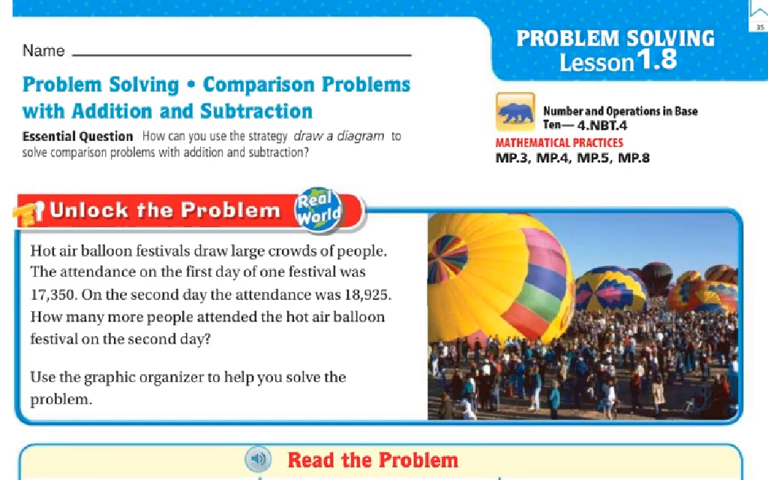 35
PROBLEM SOLVING
Lesson 1.8
Name
Problem Solving • Comparison Problems
with Addition and Subtraction
Essential Question How can you use the strategy draw a diagram to
solve comparison problems with addition and subtraction?
Number and Operations in Base
Ten— 4.NBT.4
MATHEMATICAL PRACTICES
MP.3, MP.4, MP.5, MP.8
Unlock the Problem
Real
World
Hot air balloon festivals draw large crowds of people.
The attendance on the first day of one festival was
17,350. On the second day the attendance was 18,925.
How many more people attended the hot air balloon
festival on the second day?
Use the graphic organizer to help you solve the
problem.
Read the Problem